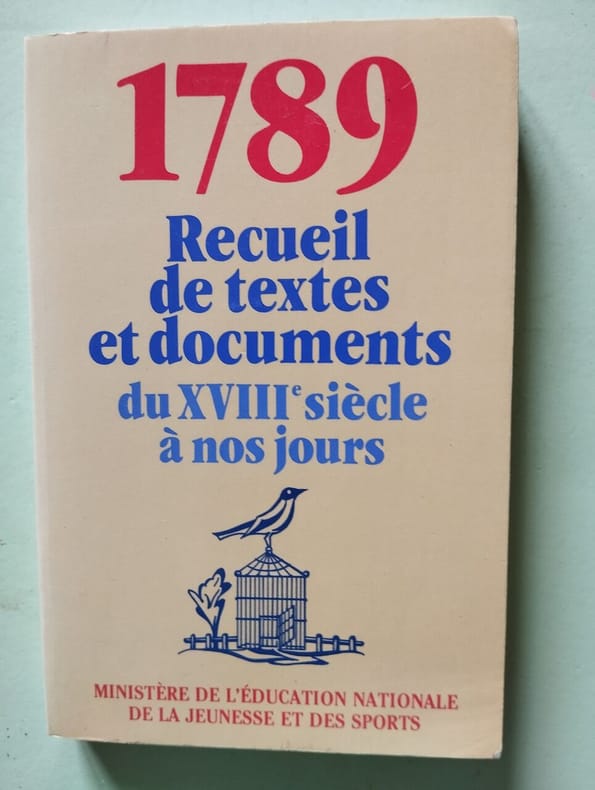 1789
Recueil
de textes
et documents
du XVIIIe siècle
à nos jours
MINISTÈRE DE L'ÉDUCATION NATIONALE
DE LA JEUNESSE ET DES SPORTS